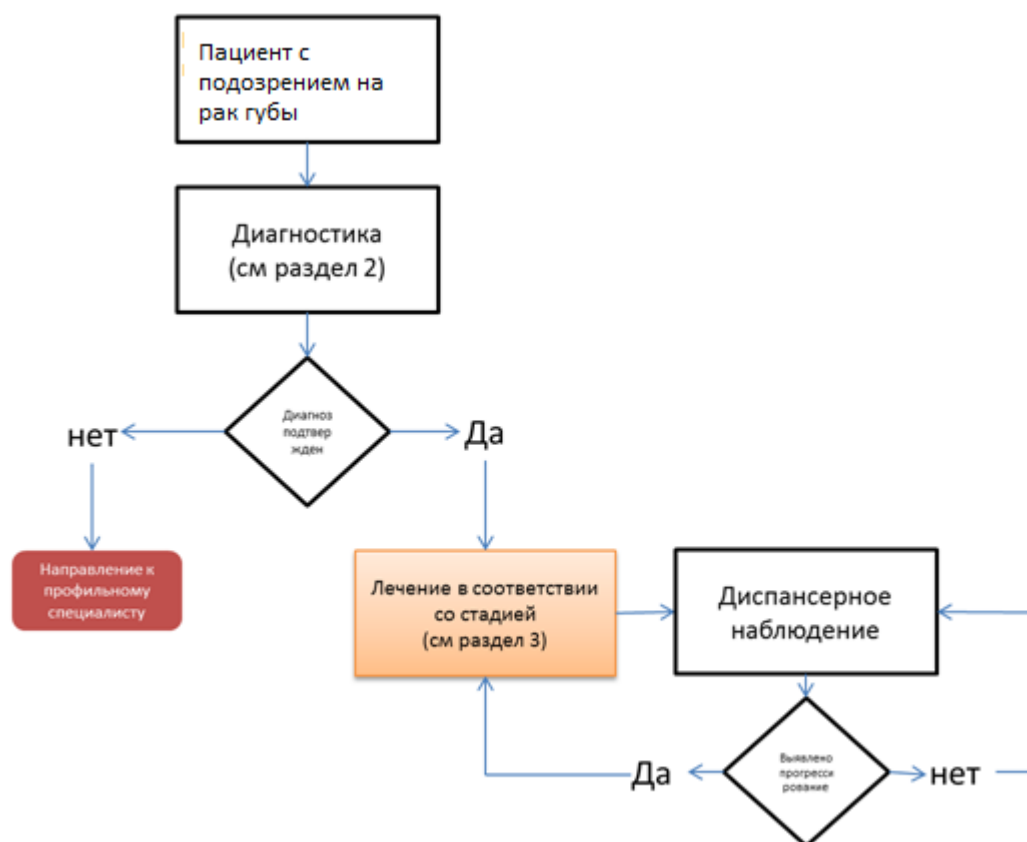 Пациент с
подозрением на
рак губы
Диагностика
(см раздел 2)
Диагноз
подтвер
жден
нет
Да
Направление к
профильному
специалисту
Лечение в соответствии
со стадией
(см раздел 3)
Диспансерное
наблюдение
Выявлено
прогресси
рование
Да
нет